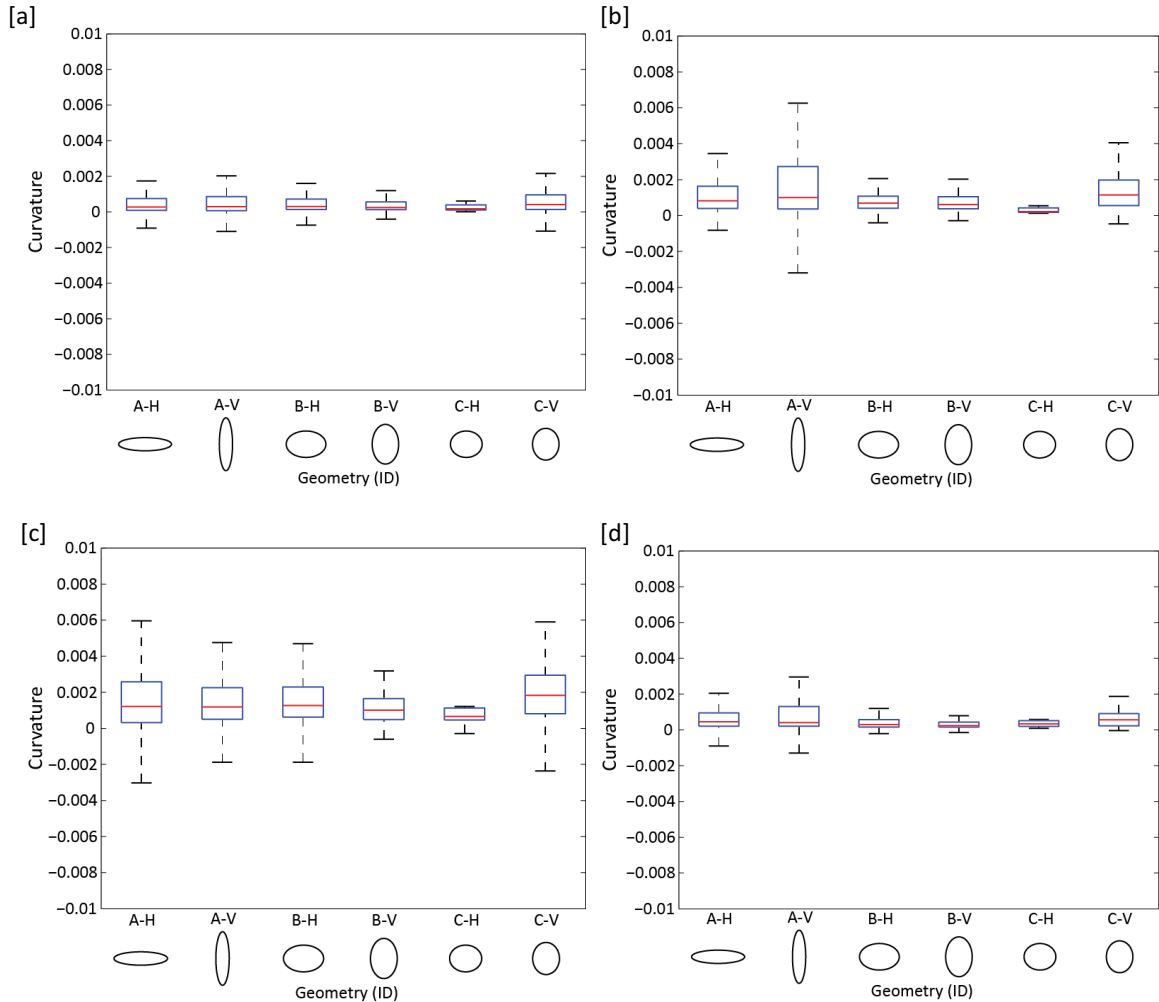 [a]
0.01
0.008
0.006
0.004
0.002
0
−0.002
−0.004
−0.006
−0.008
−0.01
Curvature
A-H A-V B-H B-V C-H C-V
Geometry (ID)
[b]
0.01
0.008
0.006
0.004
0.002
0
−0.002
−0.004
−0.006
−0.008
−0.01
Curvature
A-H A-V B-H B-V C-H C-V
Geometry (ID)
[c]
0.01
0.008
0.006
0.004
0.002
0
−0.002
−0.004
−0.006
−0.008
−0.01
Curvature
A-H A-V B-H B-V C-H C-V
Geometry (ID)
[d]
0.01
0.008
0.006
0.004
0.002
0
−0.002
−0.004
−0.006
−0.008
−0.01
Curvature
A-H A-V B-H B-V C-H C-V
Geometry (ID)